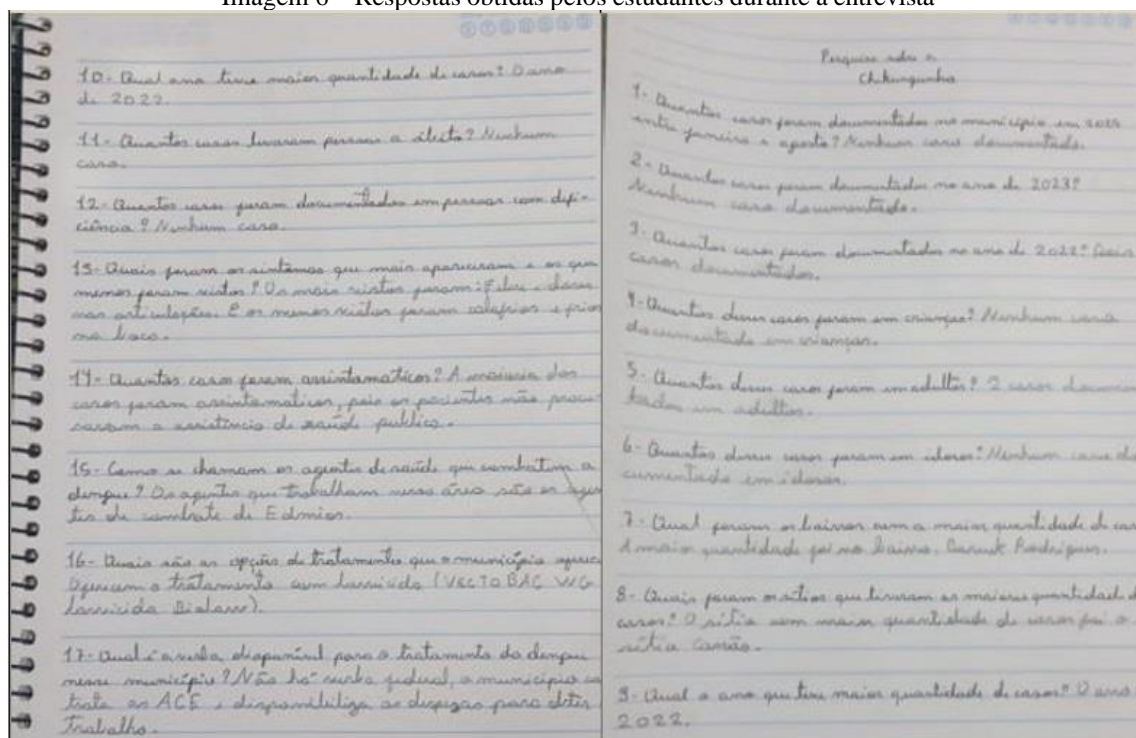 Imagem 6 – Respostas obtidas pelos estudantes durante a entrevista
10- Qual ano teve maior quantidade de casos? O ano
de 2022.
11- Quantos casos levaram pessoas a óbito? Nenhum
caso.
12- Quantos casos foram documentados em pessoas com defi-
ciência? Nenhum caso.
13- Quais foram os sintomas que mais apareceram e os que
menos foram vistos? Os mais vistos foram: Febre e dores
nas articulações. E os menos vistos foram calafrios e frios
na
14- Quantos casos foram assintomaticos? A maioria dos
casos foram assintomaticos, pois os pacientes não procu-
raram a assistência de saúde publica.
15- Como se chamam os agentes de saúde que combatem a
dengue? Os agentes que trabalham nessa área são os agen
tes de combate de Edmias.
16- Quais são as opções de tratamento que o município oferec
Oferecem o tratamento com larvicida (VECTOBAC WG-
larvicida
17- Qual é a verba disponível para o tratamento da dengue
nesse município? Não há verba federal, o município co
trata os ACE e disponibiliza as despezas para obter
trabalho.
Pesquisa sobre a
Chikungunha
1- Quantos casos foram documentados no município em
entre janeiro a agosto? Nenhum caso documentado.
2- Quantos casos foram documentados no ano de 2023?
Nenhum caso documentado.
3- Quantos casos foram documentados no ano de 2022? Dois
casos documentados.
4- Quantos desses casos foram em crianças? Nenhum caso
documentado em crianças.
5- Quantos desses casos foram em adultos? 2 casos documen
tados em adultos.
6- Quantos desses casos foram em idosos? Nenhum caso do
cumentado em idosos.
7- Qual foram os bairros com a maior quantidade de cas
A maior quantidade foi no bairro. Rodrigues.
8- Quais foram os sítios que tiveram as maiores quantidade d
casos? O sítio com maior quantidade de casos foi o
sítio
9- Qual o ano que teve maior quantidade de casos? O ano
2022.